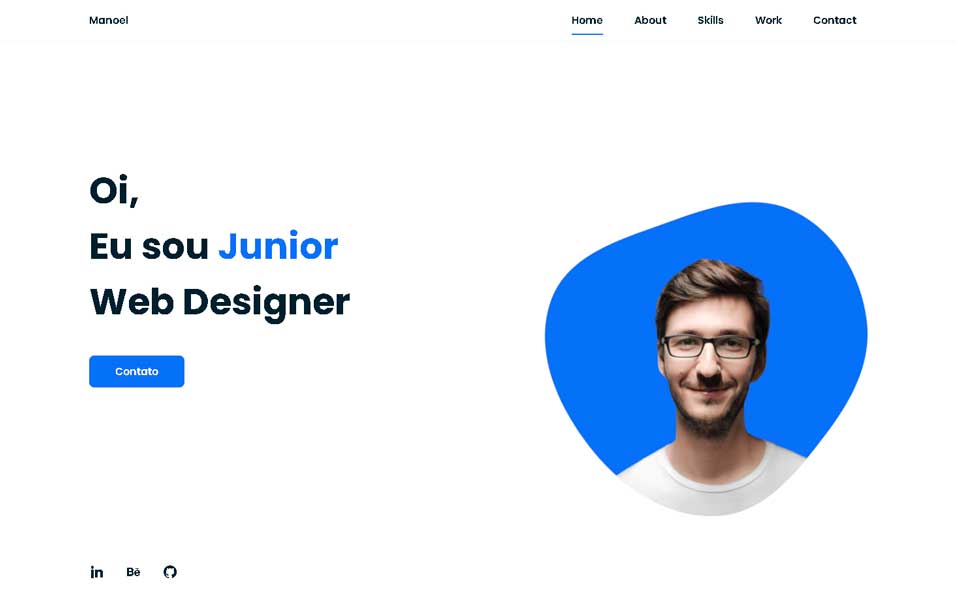 Manoel
Home About Skills Work Contact
Oi,
Eu sou Junior
Web Designer
Contato
in Bē